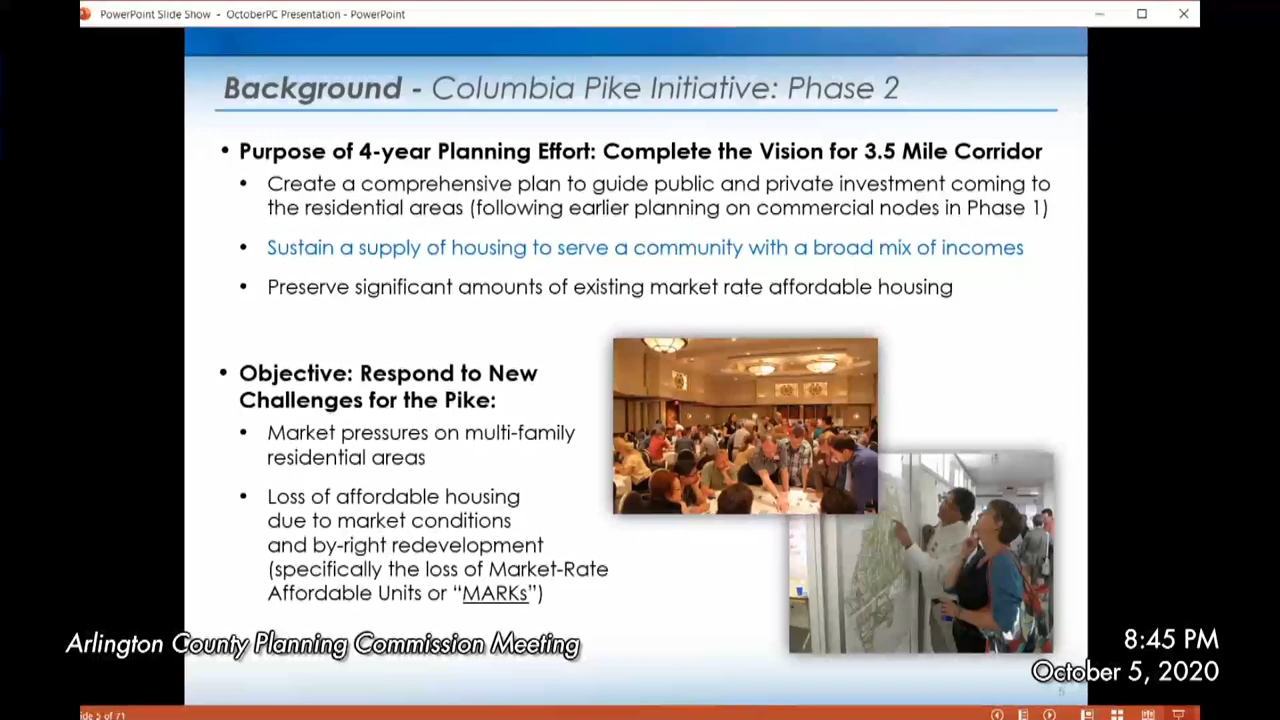 PowerPoint Slide Show - OctoberPC Presentation - PowerPoint
Background - Columbia Pike Initiative: Phase 2
• Purpose of 4-year Planning Effort: Complete the Vision for 3.5 Mile Corridor
• Create a comprehensive plan to guide public and private investment coming to
the residential areas (following earlier planning on commercial nodes in Phase 1)
• Sustain a supply of housing to serve a community with a broad mix of incomes
• Preserve significant amounts of existing market rate affordable housing
• Objective: Respond to New
Challenges for the Pike:
• Market pressures on multi-family
residential areas
• Loss of affordable housing
due to market conditions
and by-right redevelopment
(specifically the loss of Market-Rate
Affordable Units or “MARKs”)
Arlington County Planning Commission Meeting
8:45 PM
October 5, 2020
5
lide 5 of 71